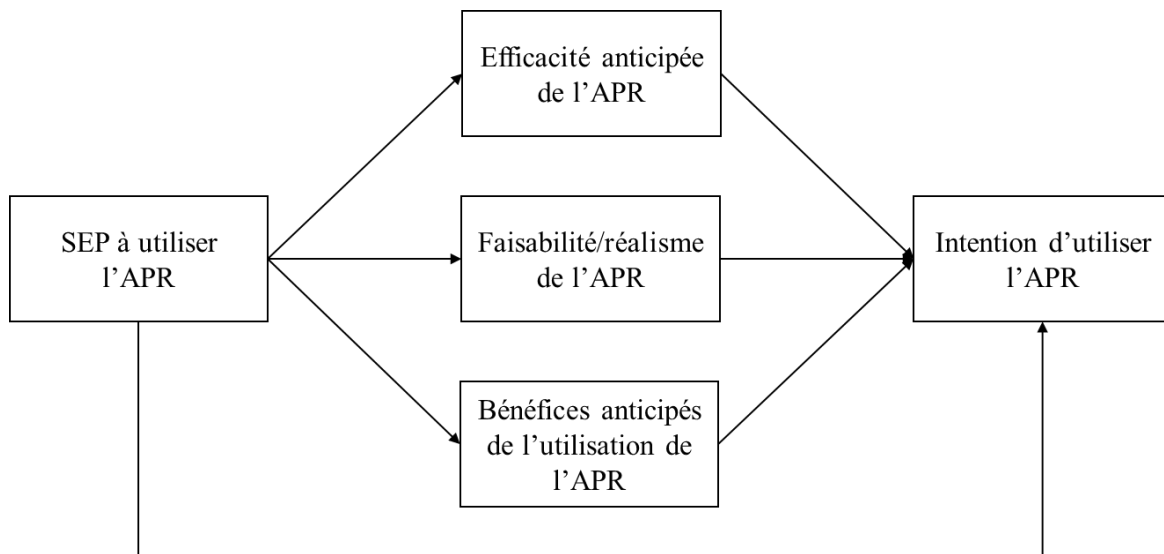 Efficacité anticipée
de l’APR
SEP à utiliser
l’APR
Faisabilité/réalisme
de l’APR
Intention d’utiliser
l’APR
Bénéfices anticipés
de l’utilisation de
l’APR